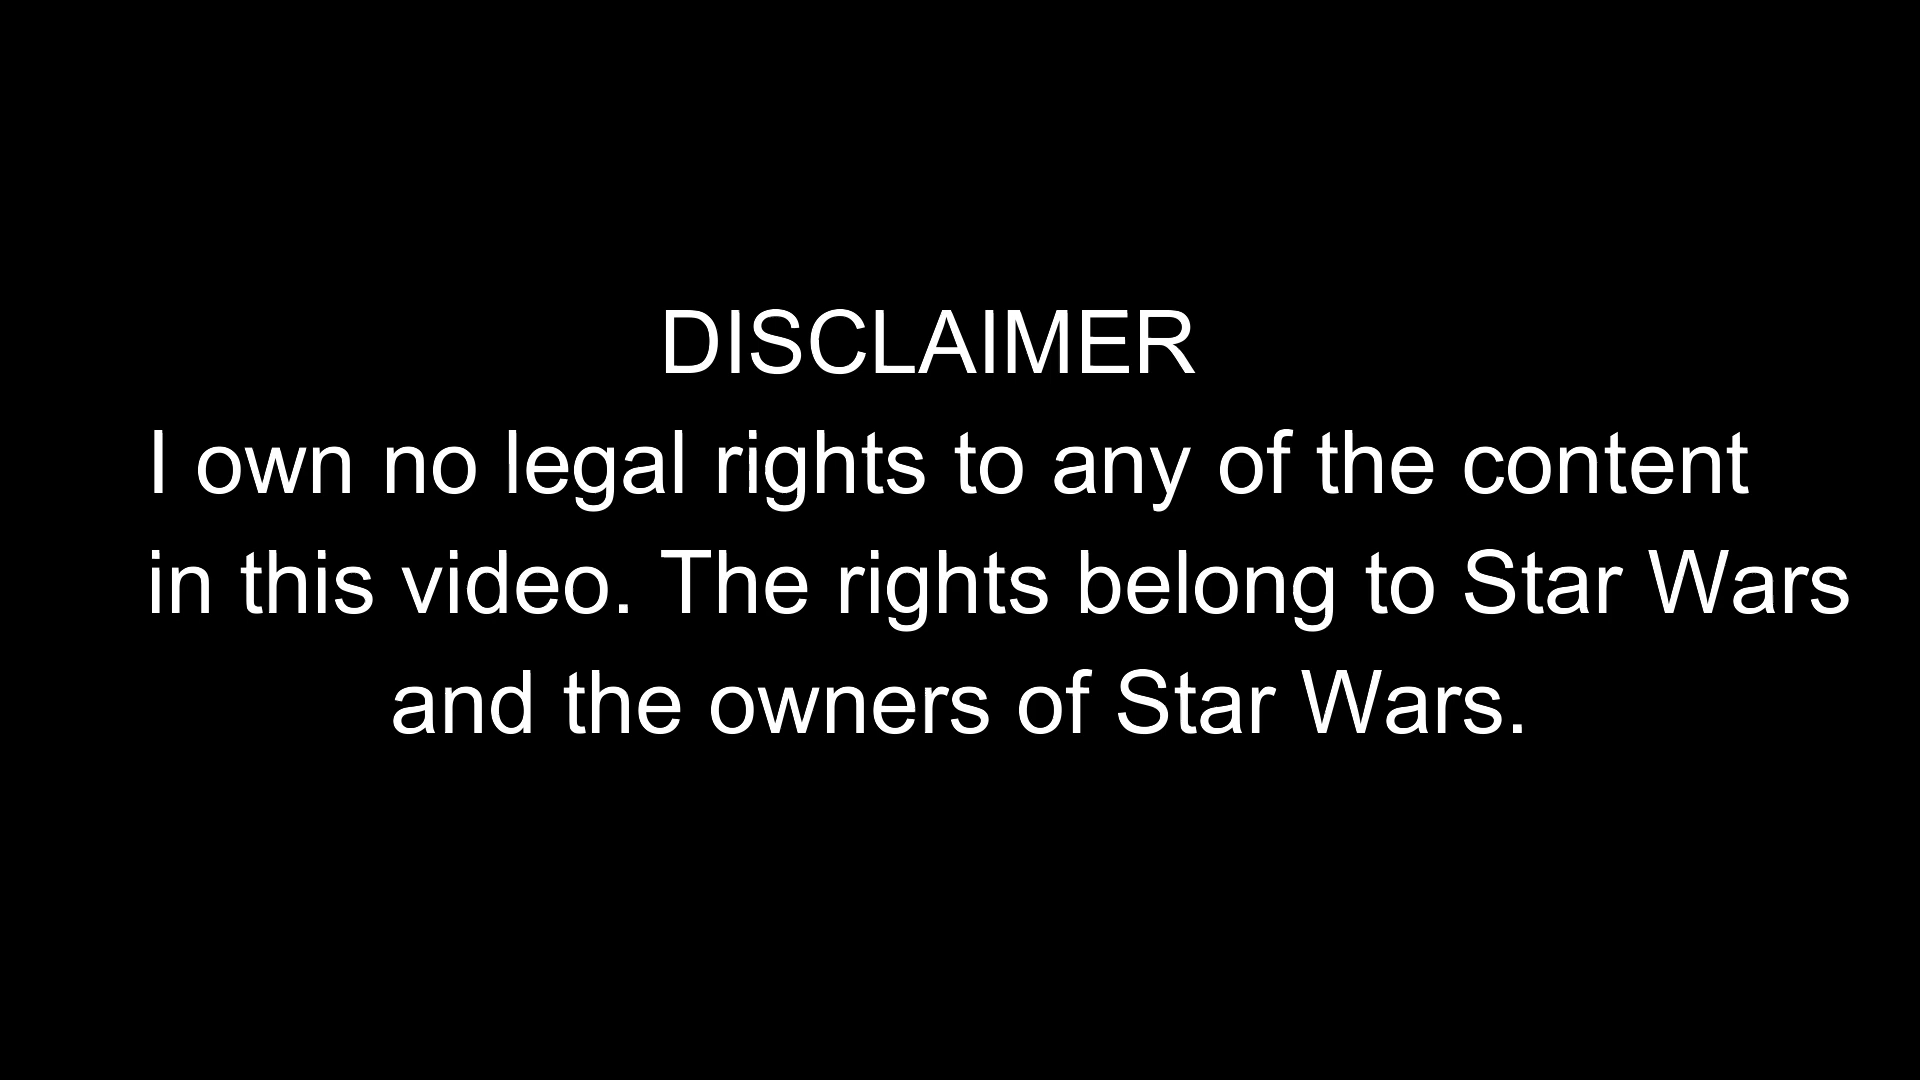 DISCLAIMER
I own no legal rights to any of the content
in this video. The rights belong to Star Wars
and the owners of Star Wars.